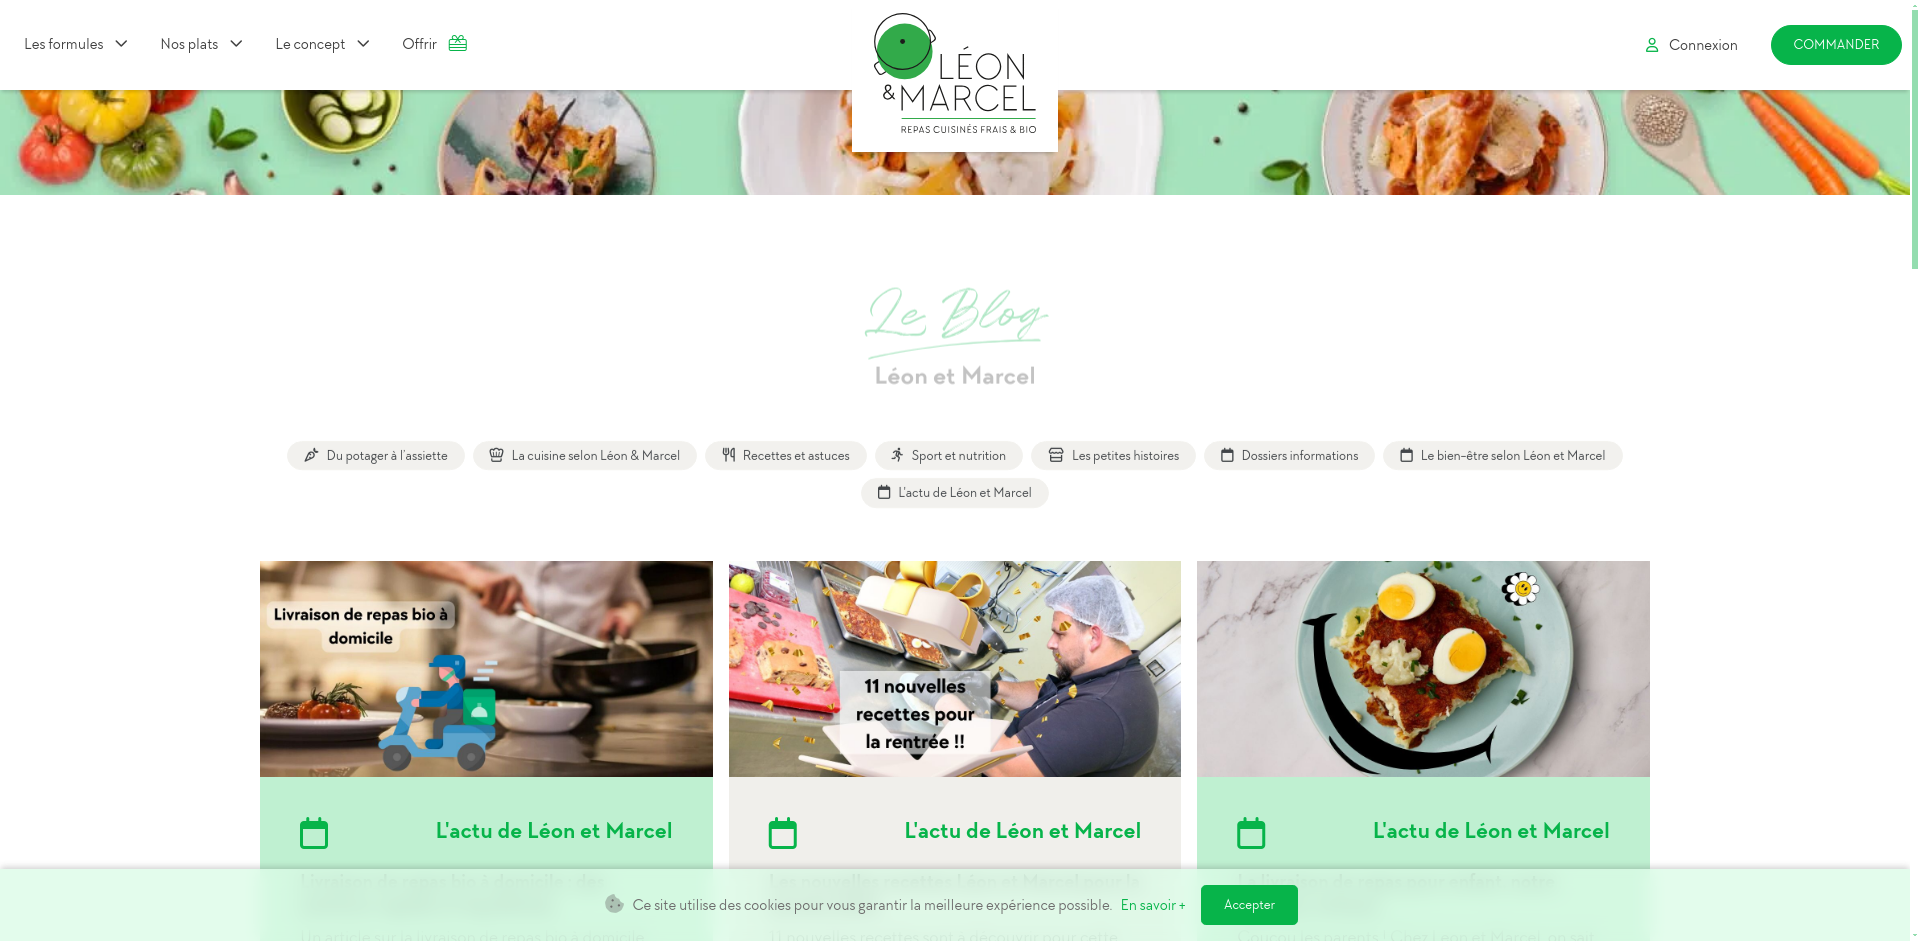 Les formules
Nos plats
Le concept
Offrir
LÉON
&MARCEL
REPAS CUISINÉS FRAIS & BIO
Connexion
COMMANDER
Le Blog
Léon et Marcel
Du potager à l'assiette
La cuisine selon Léon & Marcel
Recettes et astuces
Sport et nutrition
Les petites histoires
Dossiers informations
Le bien-être selon Léon et Marcel
L'actu de Léon et Marcel
Livraison de repas bio à
domicile
11 nouvelles
recettes pour
la rentrée !!
L'actu de Léon et Marcel
L'actu de Léon et Marcel
L'actu de Léon et Marcel
Ce site utilise des cookies pour vous garantir la meilleure expérience possible.
En savoir +
Accepter